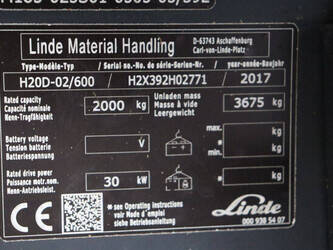 Linde Material Handling
D-63743 Aschaffenburg
Carl-von-Linde-Platz
Type-Modèle-Typ / Serial no.-No. de série-Serien-Nr. / year-année-Baujahr
H20D-02/600 / H2X392H02771 / 2017
Rated capacity
Capacité nominale
Nenn-Tragfähigkeit
2000 kg
Unladen mass
Masse à vide
Leergewicht
3675 kg
Battery voltage
Tension batterie
Batteriespannung
V
max. kg
min. kg
Rated drive power
Puissance motr.nom.
Nenn-Antriebsleist.
30 kW
see Operating instructions
voir Mode d'emploi
siehe Betriebsanleitung
Linde
000 938 54 07